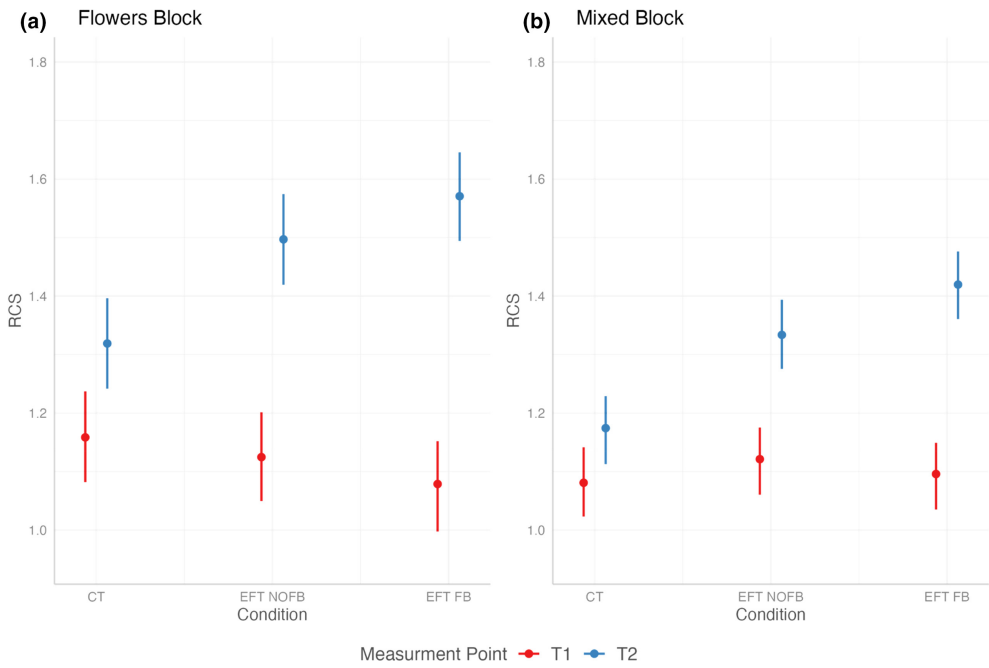 (a) Flowers Block
(b) Mixed Block
RCS
1.8
1.6
1.4
1.2
1.0
CT EFT NOFB EFT FB
Condition
RCS
1.8
1.6
1.4
1.2
1.0
CT EFT NOFB EFT FB
Condition
Measurment Point T1 T2